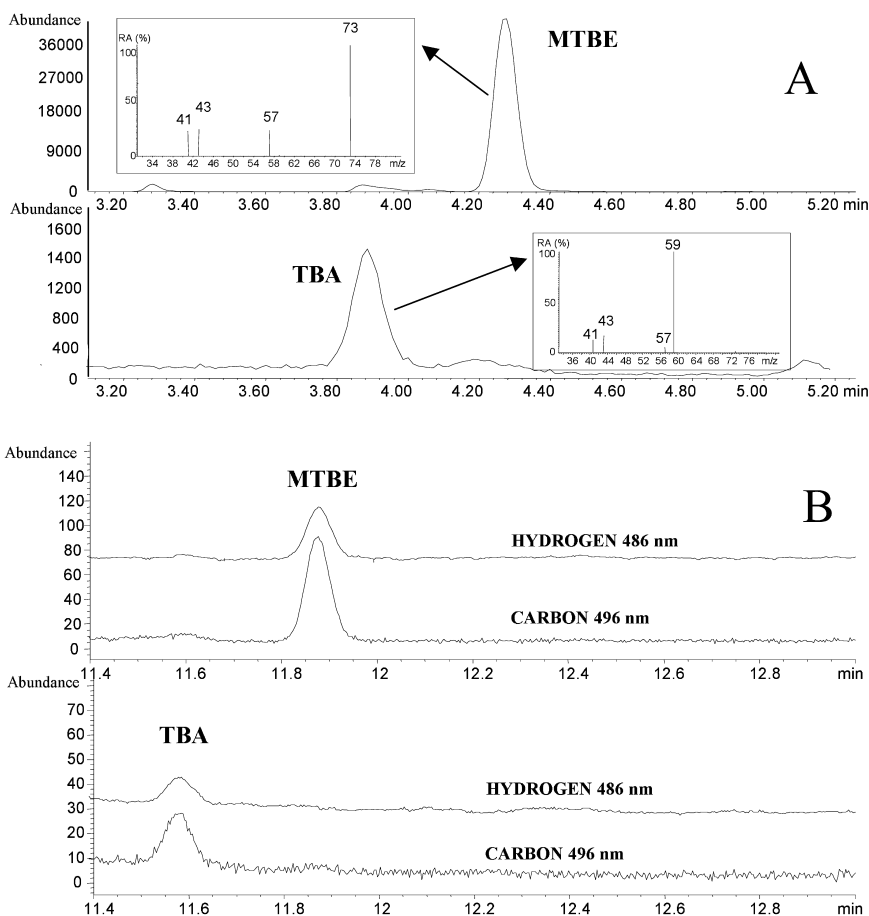 Abundance
36000
27000
18000
9000
0
RA (%)
100
50
0
73
41
43
57
34 38 42 46 50 54 58 62 66 70 74 78 m/z
MTBE
A
3.20 3.40 3.80 4.00 4.20 4.40 4.60 4.80 5.00 5.20 min
Abundance
1600
1400
1200
800
400
0
TBA
RA (%)
100
50
0
59
41
43
57
36 40 44 48 52 56 60 64 68 72 76 m/z
3.20 3.40 3.80 4.00 4.20 4.40 4.60 4.80 5.00 5.20 min
Abundance
140
120
100
80
60
40
20
0
MTBE
B
HYDROGEN 486 nm
CARBON 496 nm
11.4 11.6 11.8 12 12.2 12.4 12.6 12.8 min
Abundance
70
60
50
40
30
20
10
0
TBA
HYDROGEN 486 nm
CARBON 496 nm
11.4 11.6 11.8 12 12.2 12.4 12.6 12.8 min